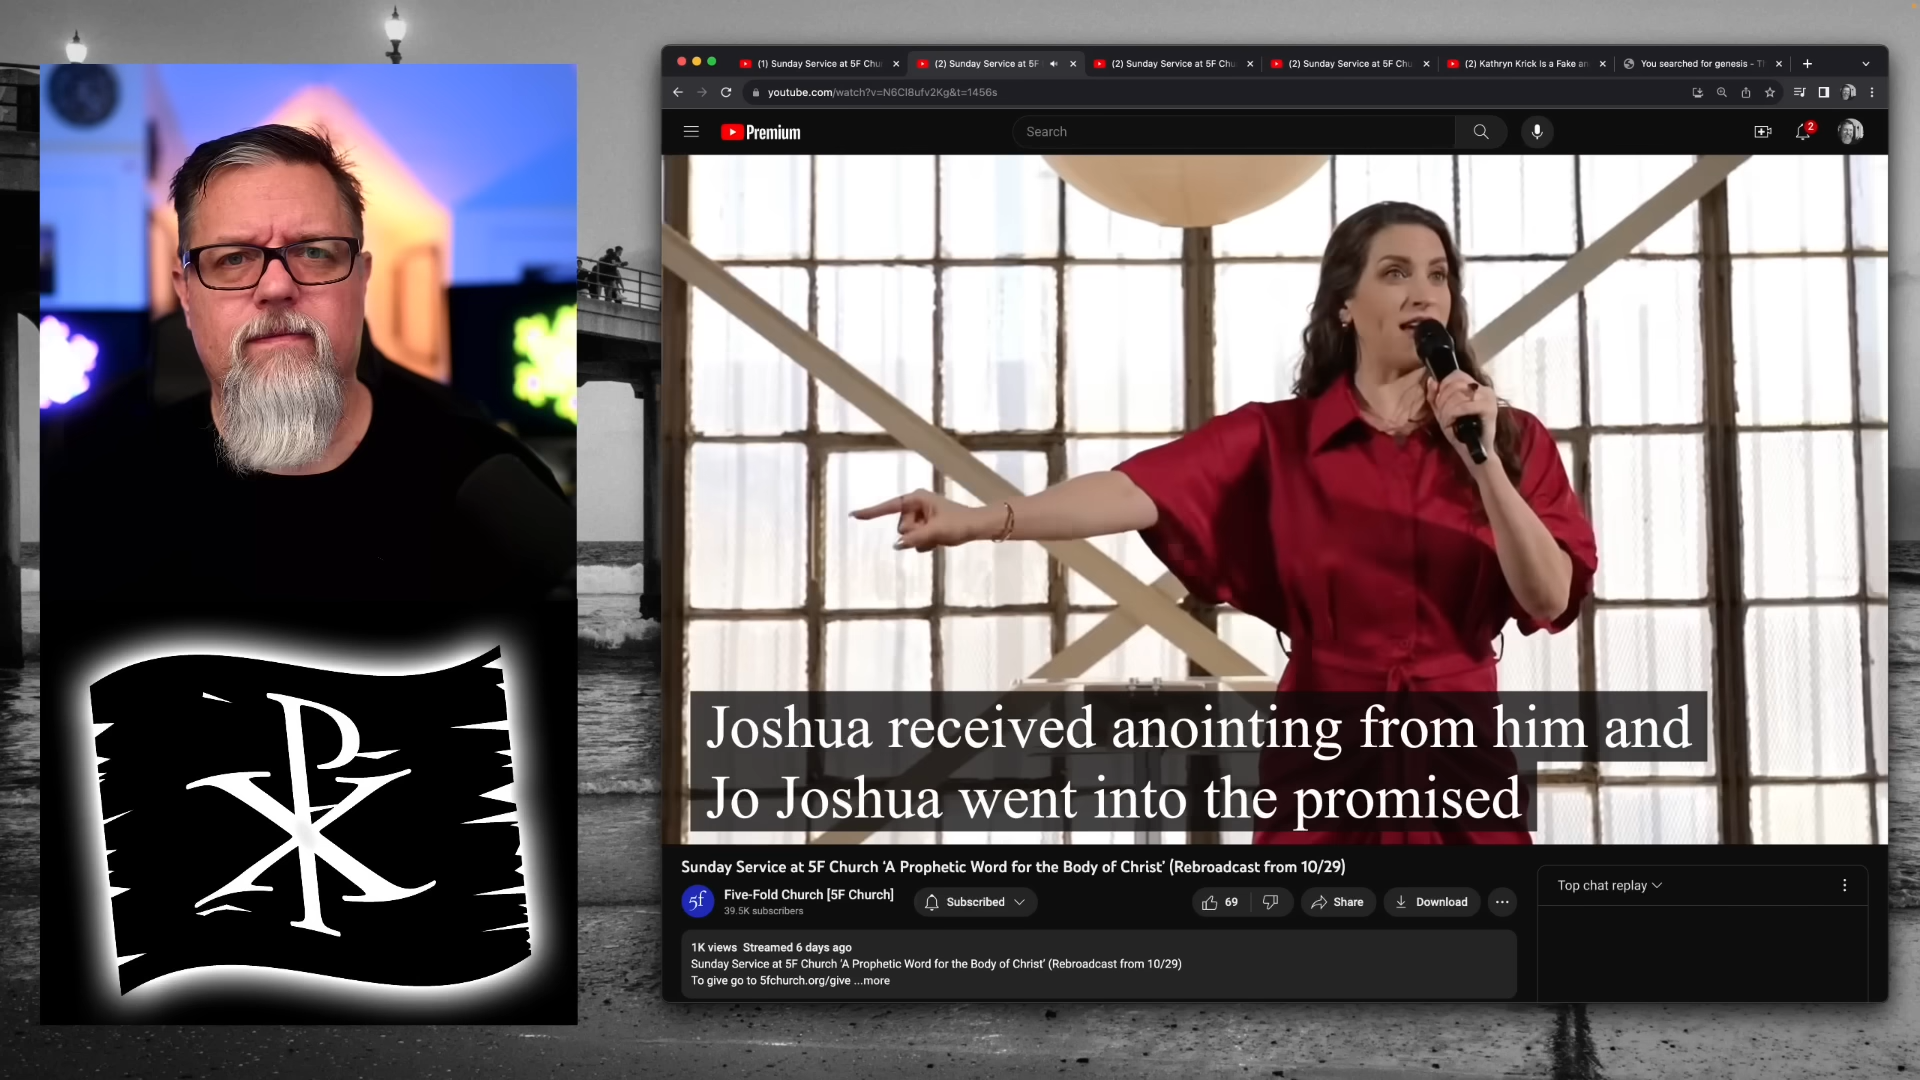 (1) Sunday Service at 5F Chu
(2) Sunday Service at 5F
(2) Sunday Service at 5F Chu
(2) Sunday Service at 5F Chu
(2) Kathryn Krick Is a Fake an
You searched for genesis - T
youtube.com/watch?v=N6Cl8ufv2Kg&t=1456s
Premium
Search
2
Joshua received anointing from him and
Jo Joshua went into the promised
Sunday Service at 5F Church 'A Prophetic Word for the Body of Christ' (Rebroadcast from 10/29)
5f
Five-Fold Church [5F Church]
39.5K subscribers
Subscribed
69
Share
Download
Top chat replay
1K views Streamed 6 days ago
Sunday Service at 5F Church 'A Prophetic Word for the Body of Christ' (Rebroadcast from 10/29)
To give go to 5fchurch.org/give ...more